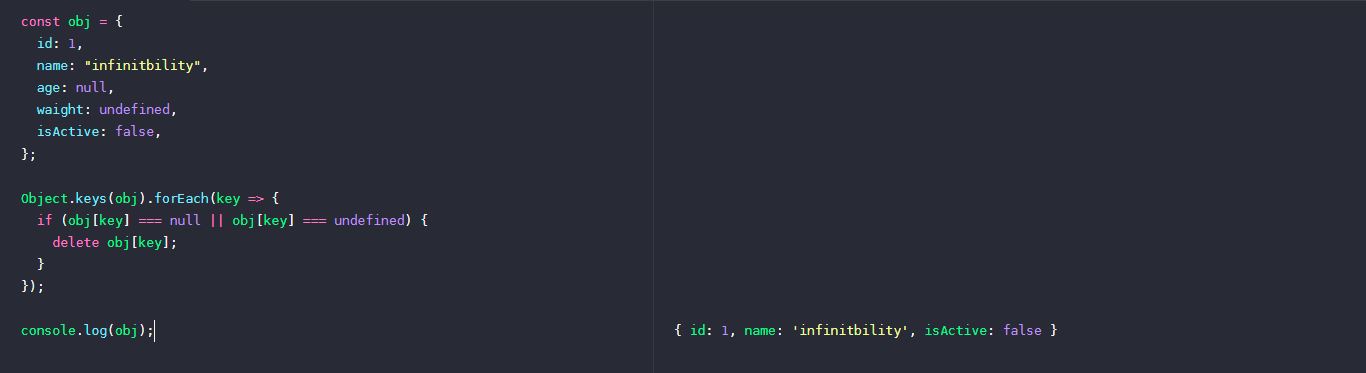 const obj = {
  id: 1,
  name: "infinitbility",
  age: null,
  waight: undefined,
  isActive: false,
};

Object.keys(obj).forEach(key => {
  if (obj[key] === null || obj[key] === undefined) {
    delete obj[key];
  }
});

console.log(obj);
{ id: 1, name: 'infinitbility', isActive: false }